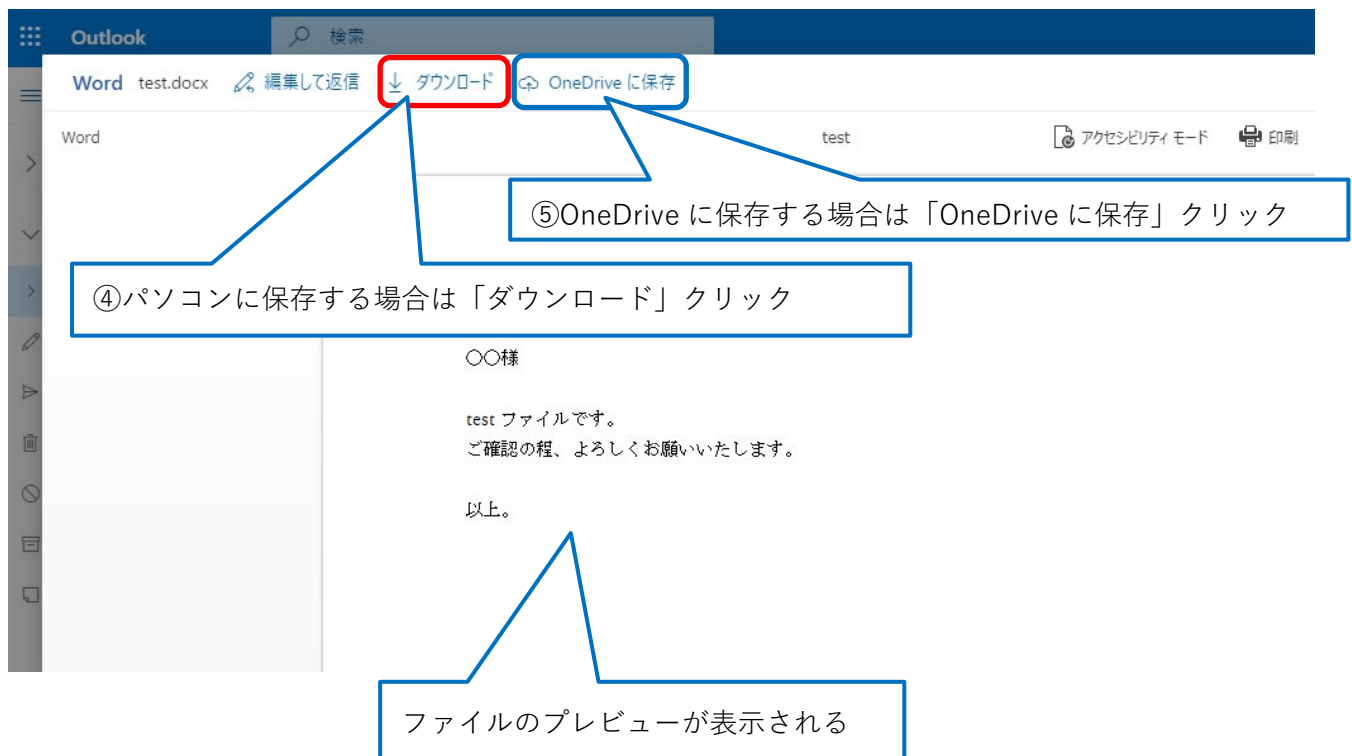 Outlook
検索
Word test.docx 編集して返信 ダウンロード OneDrive に保存
Word test アクセシビリティ モード 印刷
⑤OneDrive に保存する場合は「OneDrive に保存」クリック
④パソコンに保存する場合は「ダウンロード」クリック
〇〇様
test ファイルです。
ご確認の程、よろしくお願いいたします。
以上。
ファイルのプレビューが表示される